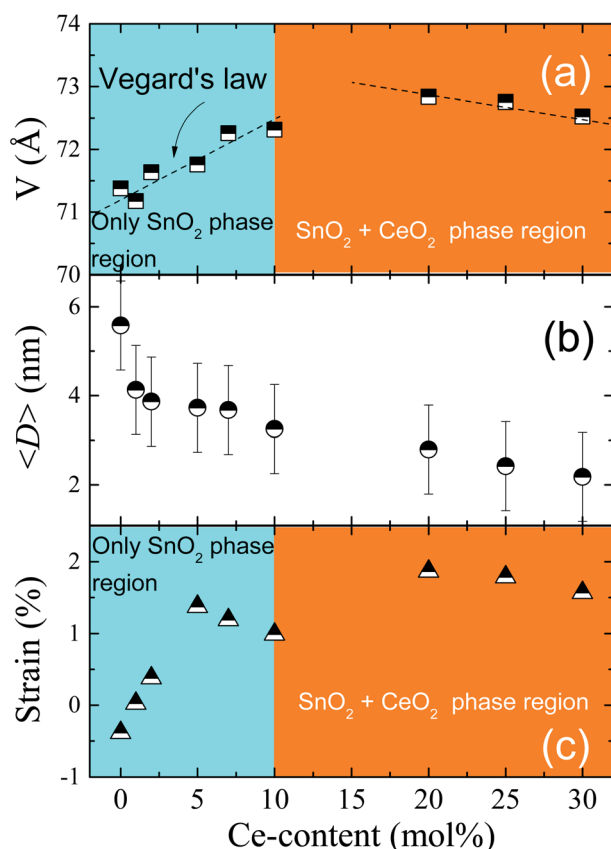 74
(a)
73
Vegard's law
V (Å)
72
71
Only SnO₂ phase
region
SnO₂ + CeO₂ phase region
70
6
(b)
<D> (nm)
4
2
2
Only SnO₂ phase
region
Strain (%)
1
0
SnO₂ + CeO₂ phase region
(c)
-1
0 5 10 15 20 25 30
Ce-content (mol%)